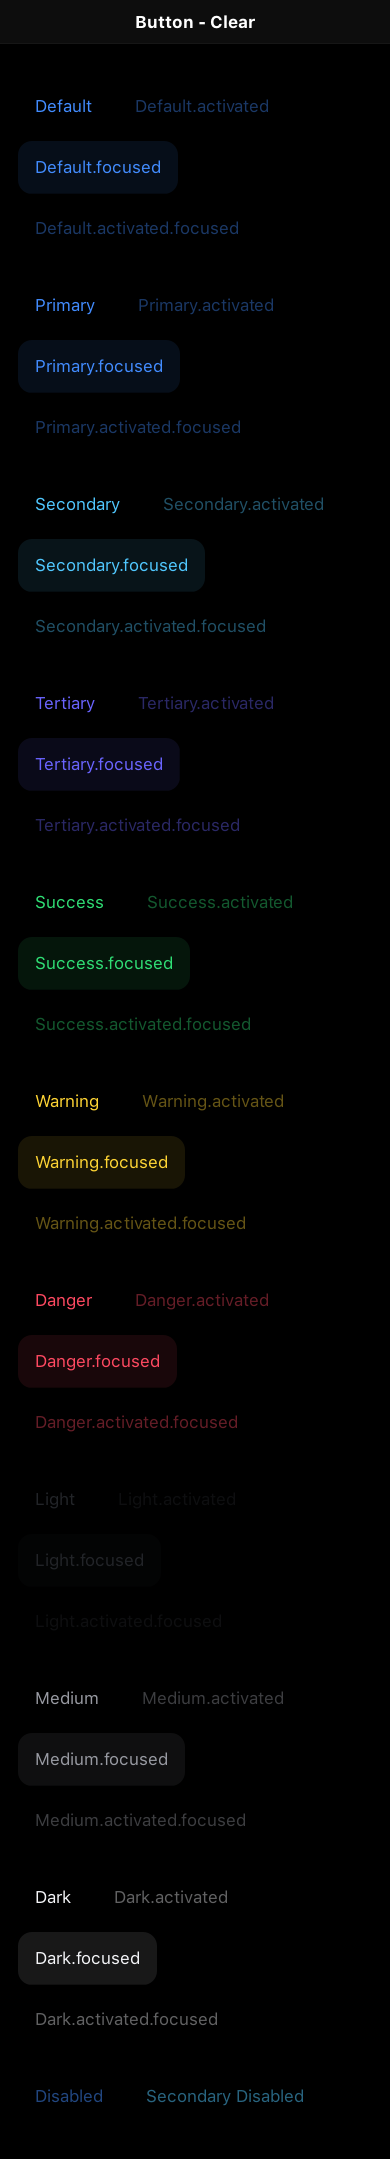 Button - Clear
Default Default.activated
Default.focused
Default.activated.focused
Primary Primary.activated
Primary.focused
Primary.activated.focused
Secondary Secondary.activated
Secondary.focused
Secondary.activated.focused
Tertiary Tertiary.activated
Tertiary.focused
Tertiary.activated.focused
Success Success.activated
Success.focused
Success.activated.focused
Warning Warning.activated
Warning.focused
Warning.activated.focused
Danger Danger.activated
Danger.focused
Danger.activated.focused
Light Light.activated
Light.focused
Light.activated.focused
Medium Medium.activated
Medium.focused
Medium.activated.focused
Dark Dark.activated
Dark.focused
Dark.activated.focused
Disabled Secondary Disabled